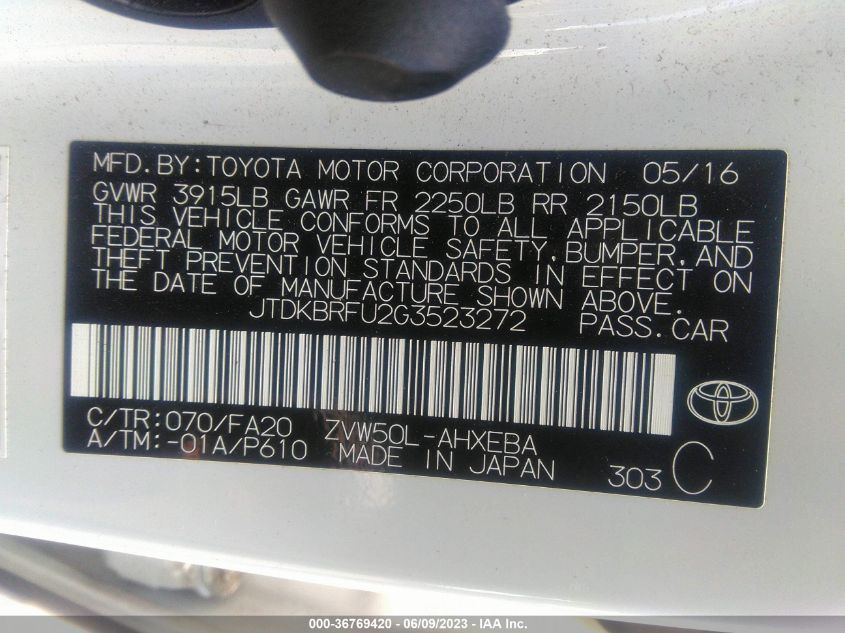 MFD.BY:TOYOTA MOTOR CORPORATION 05/16
GVWR 3915LB GAWR FR 2250LB RR 2150LB
THIS VEHICLE CONFORMS TO ALL APPLICABLE
FEDERAL MOTOR VEHICLE SAFETY,BUMPER,AND
THEFT PREVENTION STANDARDS IN EFFECT ON
THE DATE OF MANUFACTURE SHOWN ABOVE.
JTDKBRFU2G3523272 PASS.CAR
C/TR:070/FA20 ZVW50L-AHXEBA
A/TM:-01A/P610 MADE IN JAPAN 303 C
000-36769420 - 06/09/2023 - IAA Inc.